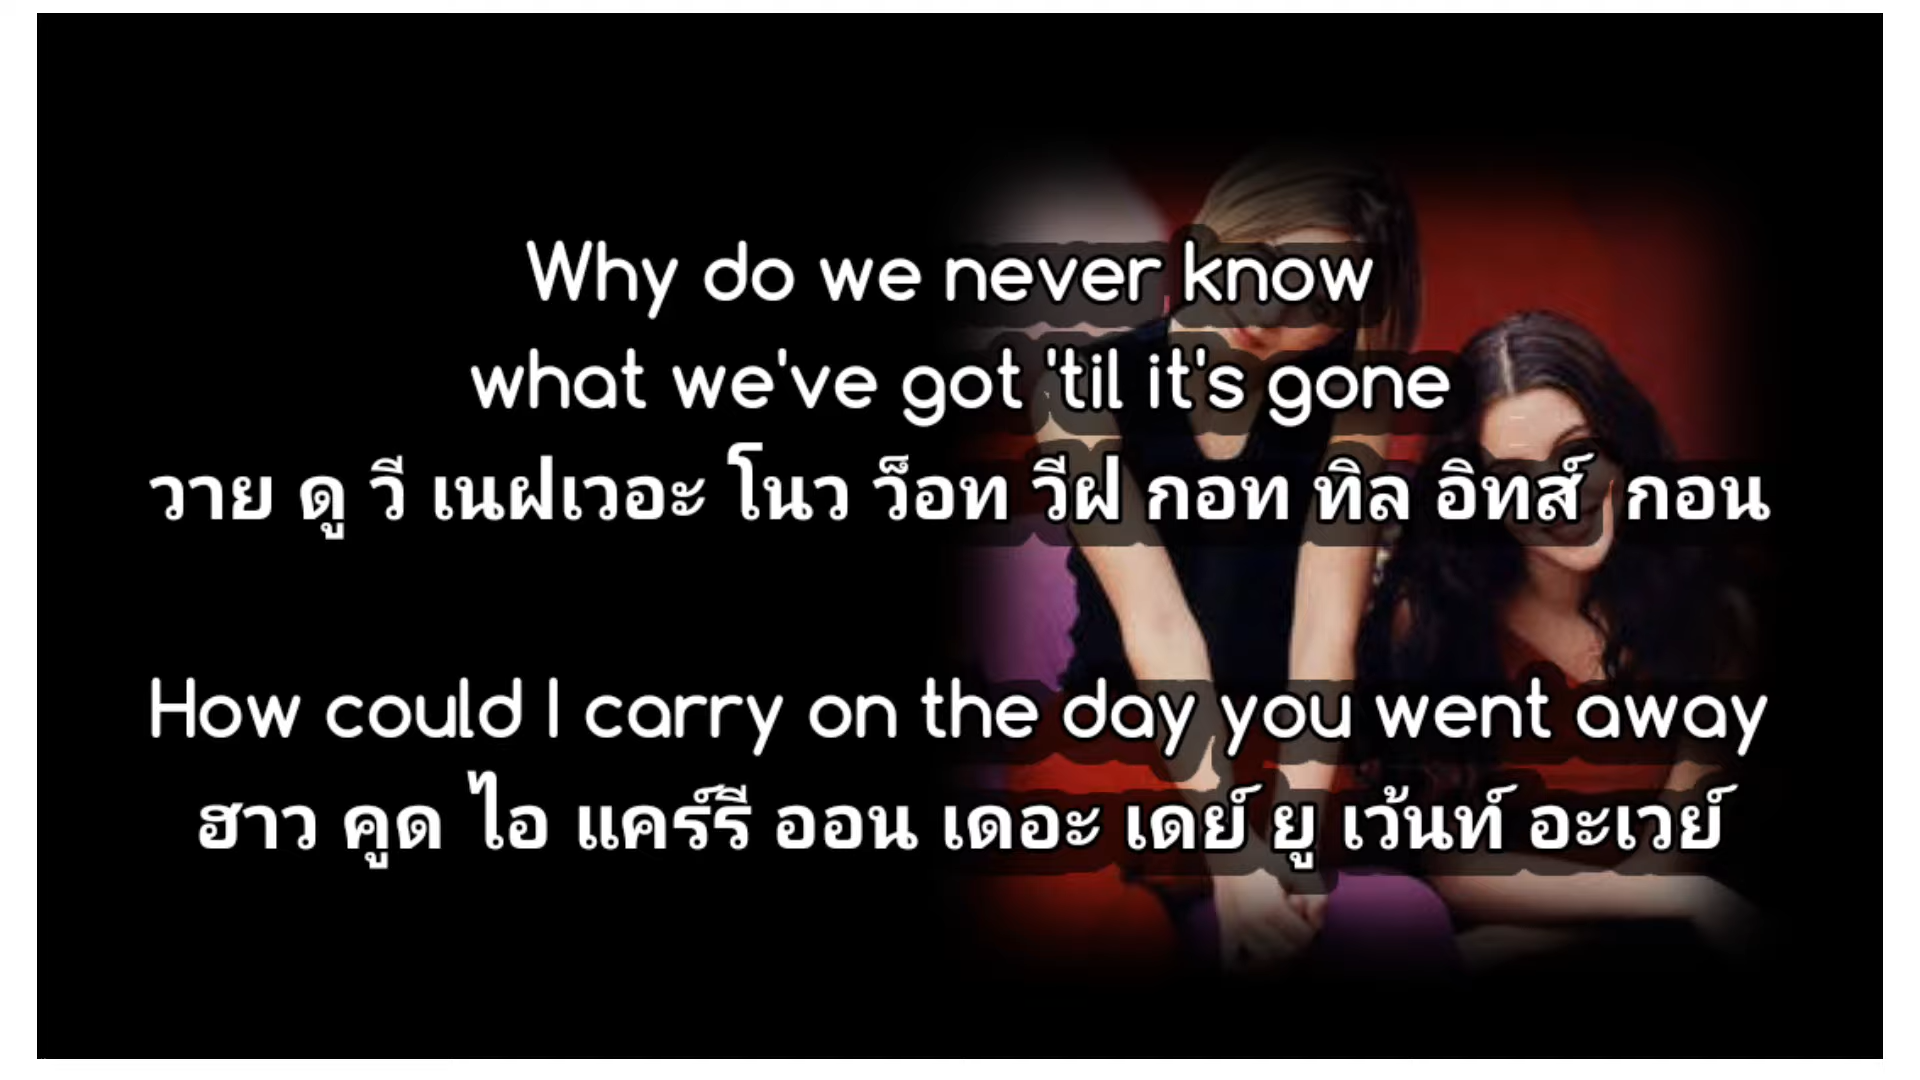 Why do we never know
what we've got 'til it's gone
วาย ดู วี เนฝเวอะ โนว ว็อท วีฝ กอท ทิล อิทส์ กอน
How could I carry on the day you went away
ฮาว คูด ไอ แคร์รี ออน เดอะ เดย์ ยู เว้นท์ อะเวย์